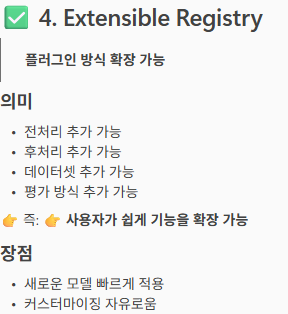 ✅ 4. Extensible Registry
플러그인 방식 확장 가능
의미
• 전처리 추가 가능
• 후처리 추가 가능
• 데이터셋 추가 가능
• 평가 방식 추가 가능
👉 즉: 👉 사용자가 쉽게 기능을 확장 가능
장점
• 새로운 모델 빠르게 적용
• 커스터마이징 자유로움